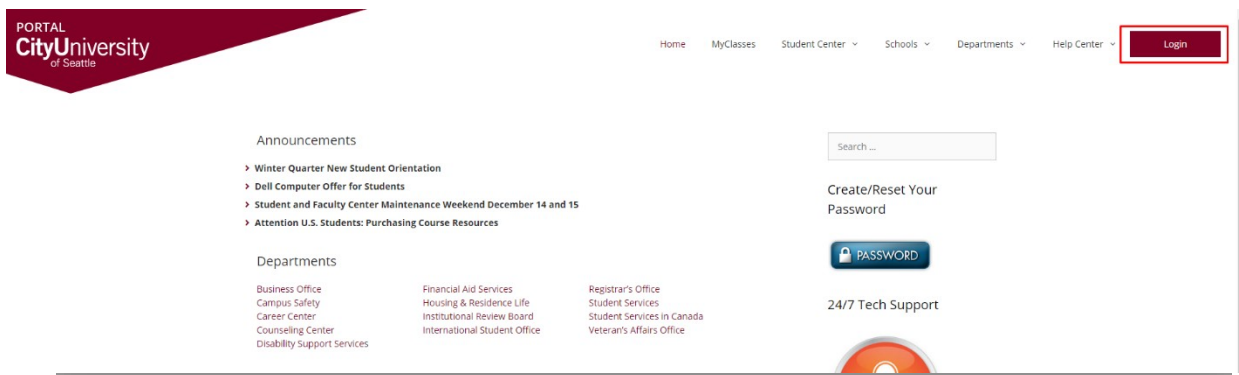 PORTAL
CityUniversity
of Seattle
Home MyClasses Student Center Schools Departments Help Center Login
Announcements
Winter Quarter New Student Orientation
Dell Computer Offer for Students
Student and Faculty Center Maintenance Weekend December 14 and 15
Attention U.S. Students: Purchasing Course Resources
Departments
Business Office
Campus Safety
Career Center
Counseling Center
Disability Support Services
Financial Aid Services
Housing & Residence Life
Institutional Review Board
International Student Office
Registrar's Office
Student Services
Student Services in Canada
Veteran's Affairs Office
Search ...
Create/Reset Your
Password
PASSWORD
24/7 Tech Support